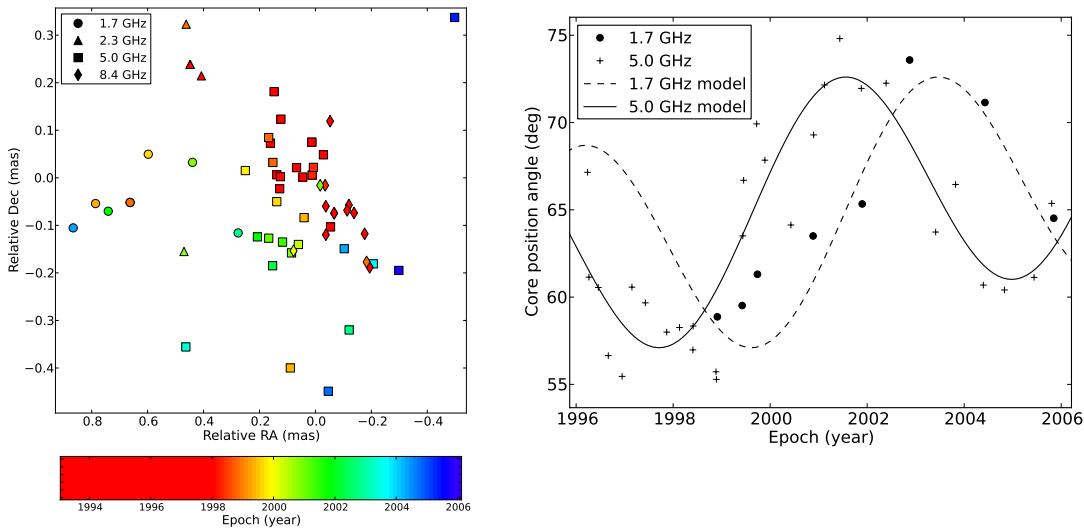 1.7 GHz
2.3 GHz
5.0 GHz
8.4 GHz
0.3
0.2
0.1
0.0
−0.1
−0.2
−0.3
−0.4
Relative Dec (mas)
0.8 0.6 0.4 0.2 0.0 −0.2 −0.4
Relative RA (mas)
1994 1996 1998 2000 2002 2004 2006
Epoch (year)
1.7 GHz
5.0 GHz
1.7 GHz model
5.0 GHz model
75
70
65
60
55
Core position angle (deg)
1996 1998 2000 2002 2004 2006
Epoch (year)